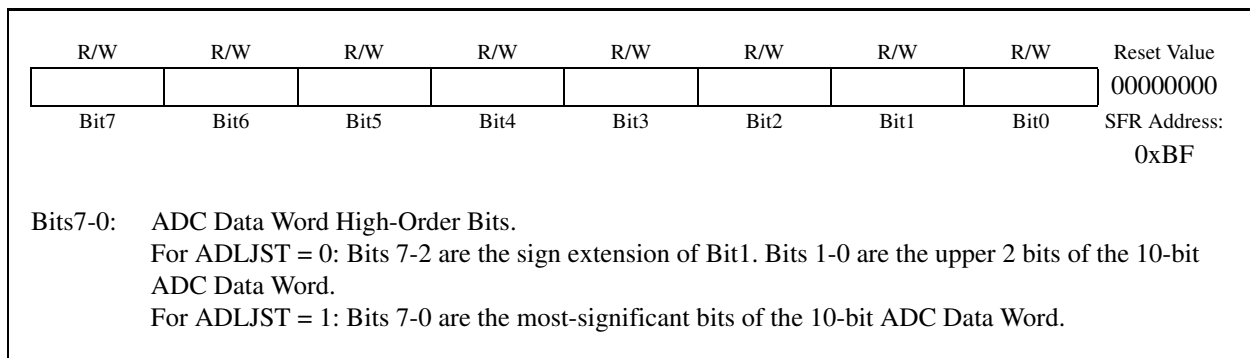 R/W R/W R/W R/W R/W R/W R/W R/W Reset Value
00000000
Bit7 Bit6 Bit5 Bit4 Bit3 Bit2 Bit1 Bit0 SFR Address:
0xBF
Bits7-0: ADC Data Word High-Order Bits.
For ADLJST = 0: Bits 7-2 are the sign extension of Bit1. Bits 1-0 are the upper 2 bits of the 10-bit
ADC Data Word.
For ADLJST = 1: Bits 7-0 are the most-significant bits of the 10-bit ADC Data Word.